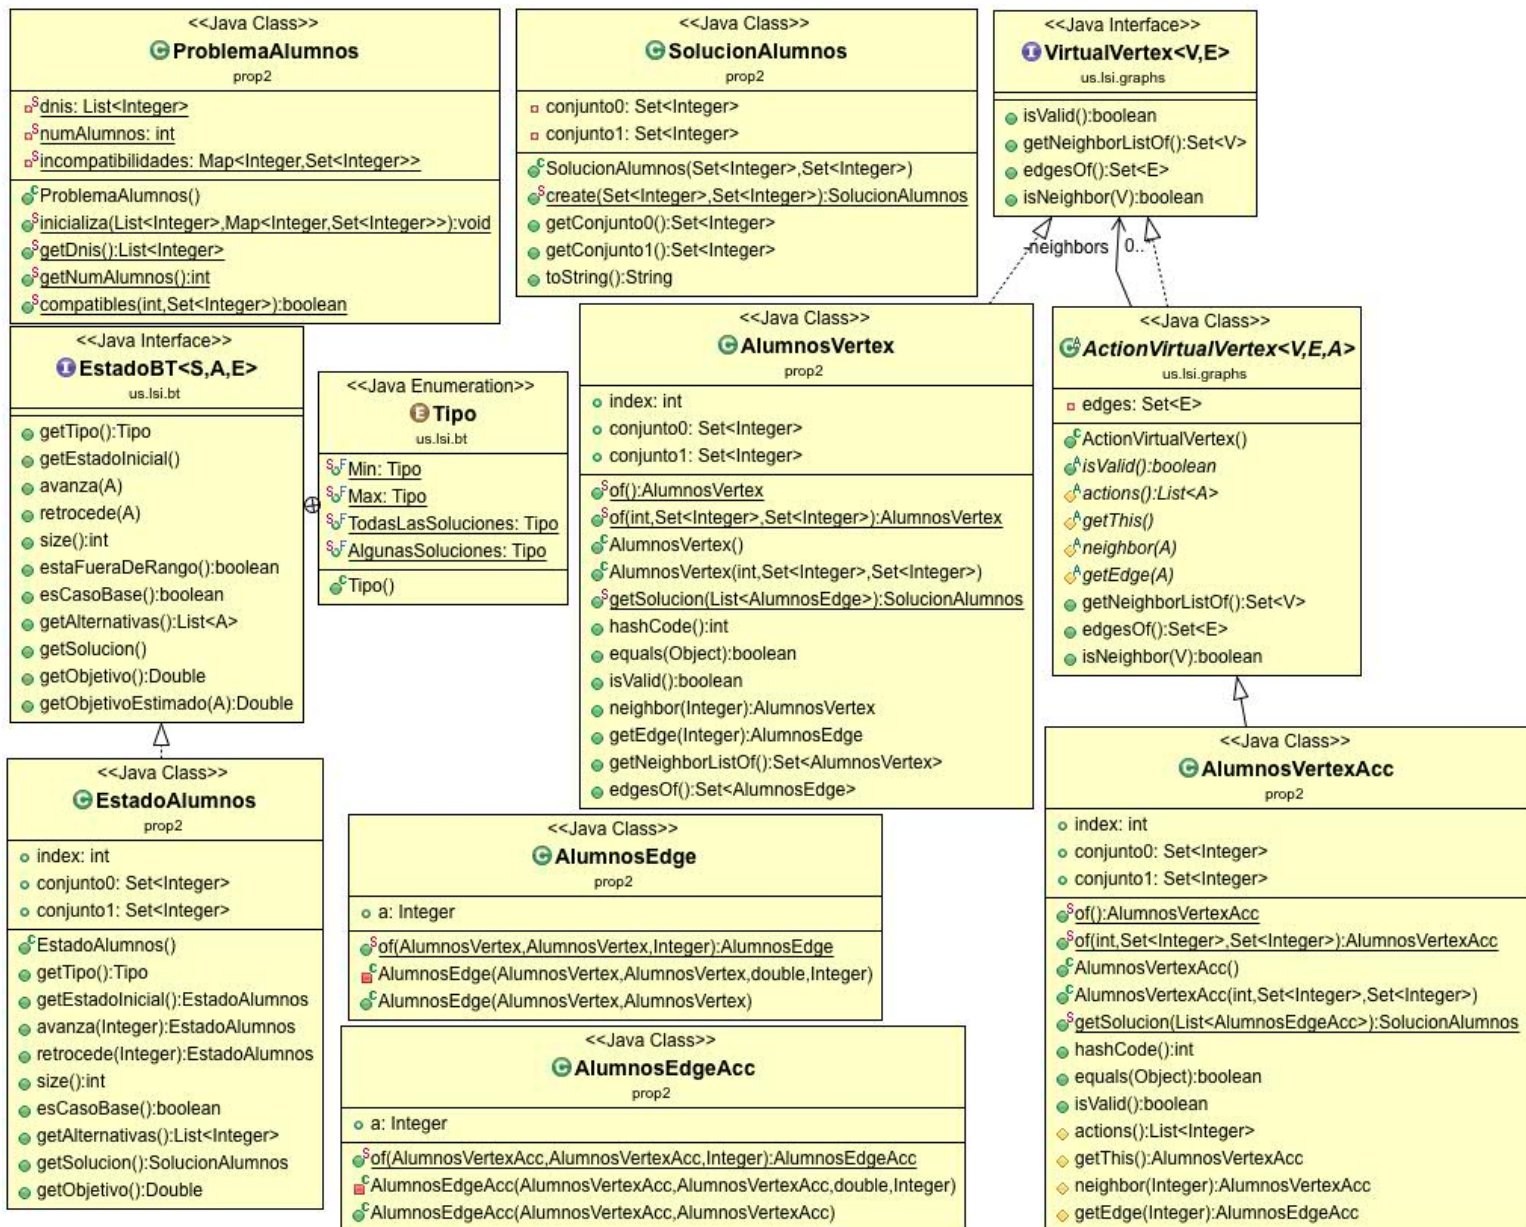 <<Java Class>>
ProblemaAlumnos
prop2
dnis: List<Integer>
numAlumnos: int
incompatibilidades: Map<Integer,Set<Integer>>
ProblemaAlumnos()
inicializa(List<Integer>,Map<Integer,Set<Integer>>):void
getDnis():List<Integer>
getNumAlumnos():int
compatibles(int,Set<Integer>):boolean
<<Java Class>>
SolucionAlumnos
prop2
conjunto0: Set<Integer>
conjunto1: Set<Integer>
SolucionAlumnos(Set<Integer>,Set<Integer>)
create(Set<Integer>,Set<Integer>):SolucionAlumnos
getConjunto0():Set<Integer>
getConjunto1():Set<Integer>
toString():String
<<Java Interface>>
VirtualVertex<V,E>
us.lsi.graphs
isValid():boolean
getNeighborListOf():Set<V>
edgesOf():Set<E>
isNeighbor(V):boolean
-neighbors 0..
<<Java Interface>>
EstadoBT<S,A,E>
us.lsi.bt
getTipo():Tipo
getEstadoInicial()
avanza(A)
retrocede(A)
size():int
estaFueraDeRango():boolean
esCasoBase():boolean
getAlternativas():List<A>
getSolucion()
getObjetivo():Double
getObjetivoEstimado(A):Double
<<Java Enumeration>>
Tipo
us.lsi.bt
Min: Tipo
Max: Tipo
TodasLasSoluciones: Tipo
AlgunasSoluciones: Tipo
Tipo()
<<Java Class>>
AlumnosVertex
prop2
index: int
conjunto0: Set<Integer>
conjunto1: Set<Integer>
of():AlumnosVertex
of(int,Set<Integer>,Set<Integer>):AlumnosVertex
AlumnosVertex()
AlumnosVertex(int,Set<Integer>,Set<Integer>)
getSolucion(List<AlumnosEdge>):SolucionAlumnos
hashCode():int
equals(Object):boolean
isValid():boolean
neighbor(Integer):AlumnosVertex
getEdge(Integer):AlumnosEdge
getNeighborListOf():Set<AlumnosVertex>
edgesOf():Set<AlumnosEdge>
<<Java Class>>
ActionVirtualVertex<V,E,A>
us.lsi.graphs
edges: Set<E>
ActionVirtualVertex()
isValid():boolean
actions():List<A>
getThis()
neighbor(A)
getEdge(A)
getNeighborListOf():Set<V>
edgesOf():Set<E>
isNeighbor(V):boolean
<<Java Class>>
EstadoAlumnos
prop2
index: int
conjunto0: Set<Integer>
conjunto1: Set<Integer>
EstadoAlumnos()
getTipo():Tipo
getEstadoInicial():EstadoAlumnos
avanza(Integer):EstadoAlumnos
retrocede(Integer):EstadoAlumnos
size():int
esCasoBase():boolean
getAlternativas():List<Integer>
getSolucion():SolucionAlumnos
getObjetivo():Double
<<Java Class>>
AlumnosEdge
prop2
a: Integer
of(AlumnosVertex,AlumnosVertex,Integer):AlumnosEdge
AlumnosEdge(AlumnosVertex,AlumnosVertex,double,Integer)
AlumnosEdge(AlumnosVertex,AlumnosVertex)
<<Java Class>>
AlumnosEdgeAcc
prop2
a: Integer
of(AlumnosVertexAcc,AlumnosVertexAcc,Integer):AlumnosEdgeAcc
AlumnosEdgeAcc(AlumnosVertexAcc,AlumnosVertexAcc,double,Integer)
AlumnosEdgeAcc(AlumnosVertexAcc,AlumnosVertexAcc)
<<Java Class>>
AlumnosVertexAcc
prop2
index: int
conjunto0: Set<Integer>
conjunto1: Set<Integer>
of():AlumnosVertexAcc
of(int,Set<Integer>,Set<Integer>):AlumnosVertexAcc
AlumnosVertexAcc()
AlumnosVertexAcc(int,Set<Integer>,Set<Integer>)
getSolucion(List<AlumnosEdgeAcc>):SolucionAlumnos
hashCode():int
equals(Object):boolean
isValid():boolean
actions():List<Integer>
getThis():AlumnosVertexAcc
neighbor(Integer):AlumnosVertexAcc
getEdge(Integer):AlumnosEdgeAcc